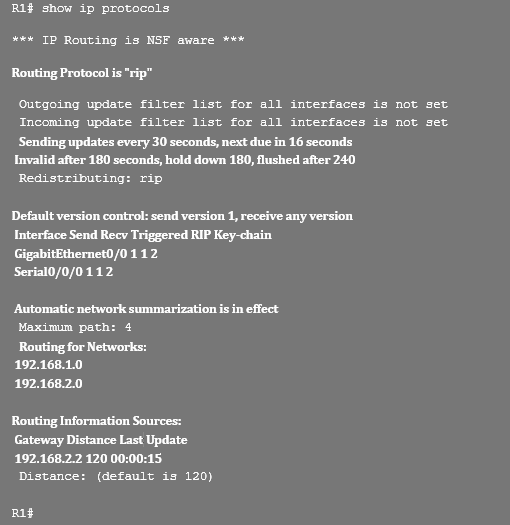 R1# show ip protocols
*** IP Routing is NSF aware ***
Routing Protocol is "rip"
Outgoing update filter list for all interfaces is not set
Incoming update filter list for all interfaces is not set
Sending updates every 30 seconds, next due in 16 seconds
Invalid after 180 seconds, hold down 180, flushed after 240
Redistributing: rip
Default version control: send version 1, receive any version
Interface Send Recv Triggered RIP Key-chain
GigabitEthernet0/0 1 1 2
Serial0/0/0 1 1 2
Automatic network summarization is in effect
Maximum path: 4
Routing for Networks:
192.168.1.0
192.168.2.0
Routing Information Sources:
Gateway Distance Last Update
192.168.2.2 120 00:00:15
Distance: (default is 120)
R1#